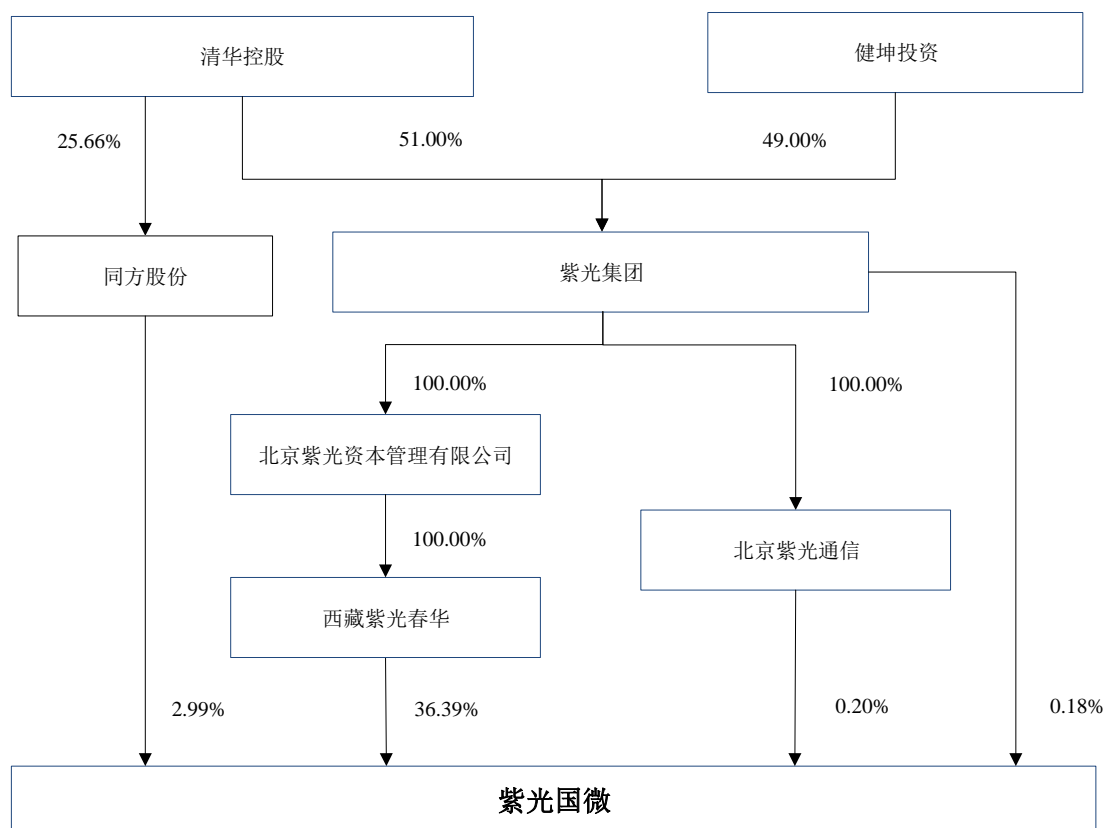 清华控股
健坤投资
25.66%
51.00%
49.00%
同方股份
紫光集团
100.00%
100.00%
北京紫光资本管理有限公司
100.00%
北京紫光通信
西藏紫光春华
2.99%
36.39%
0.20%
0.18%
紫光国微